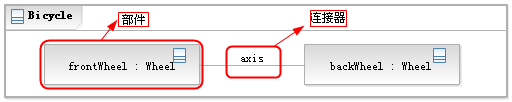 Bicycle
部件
连接器
frontWheel : Wheel
axis
backWheel : Wheel